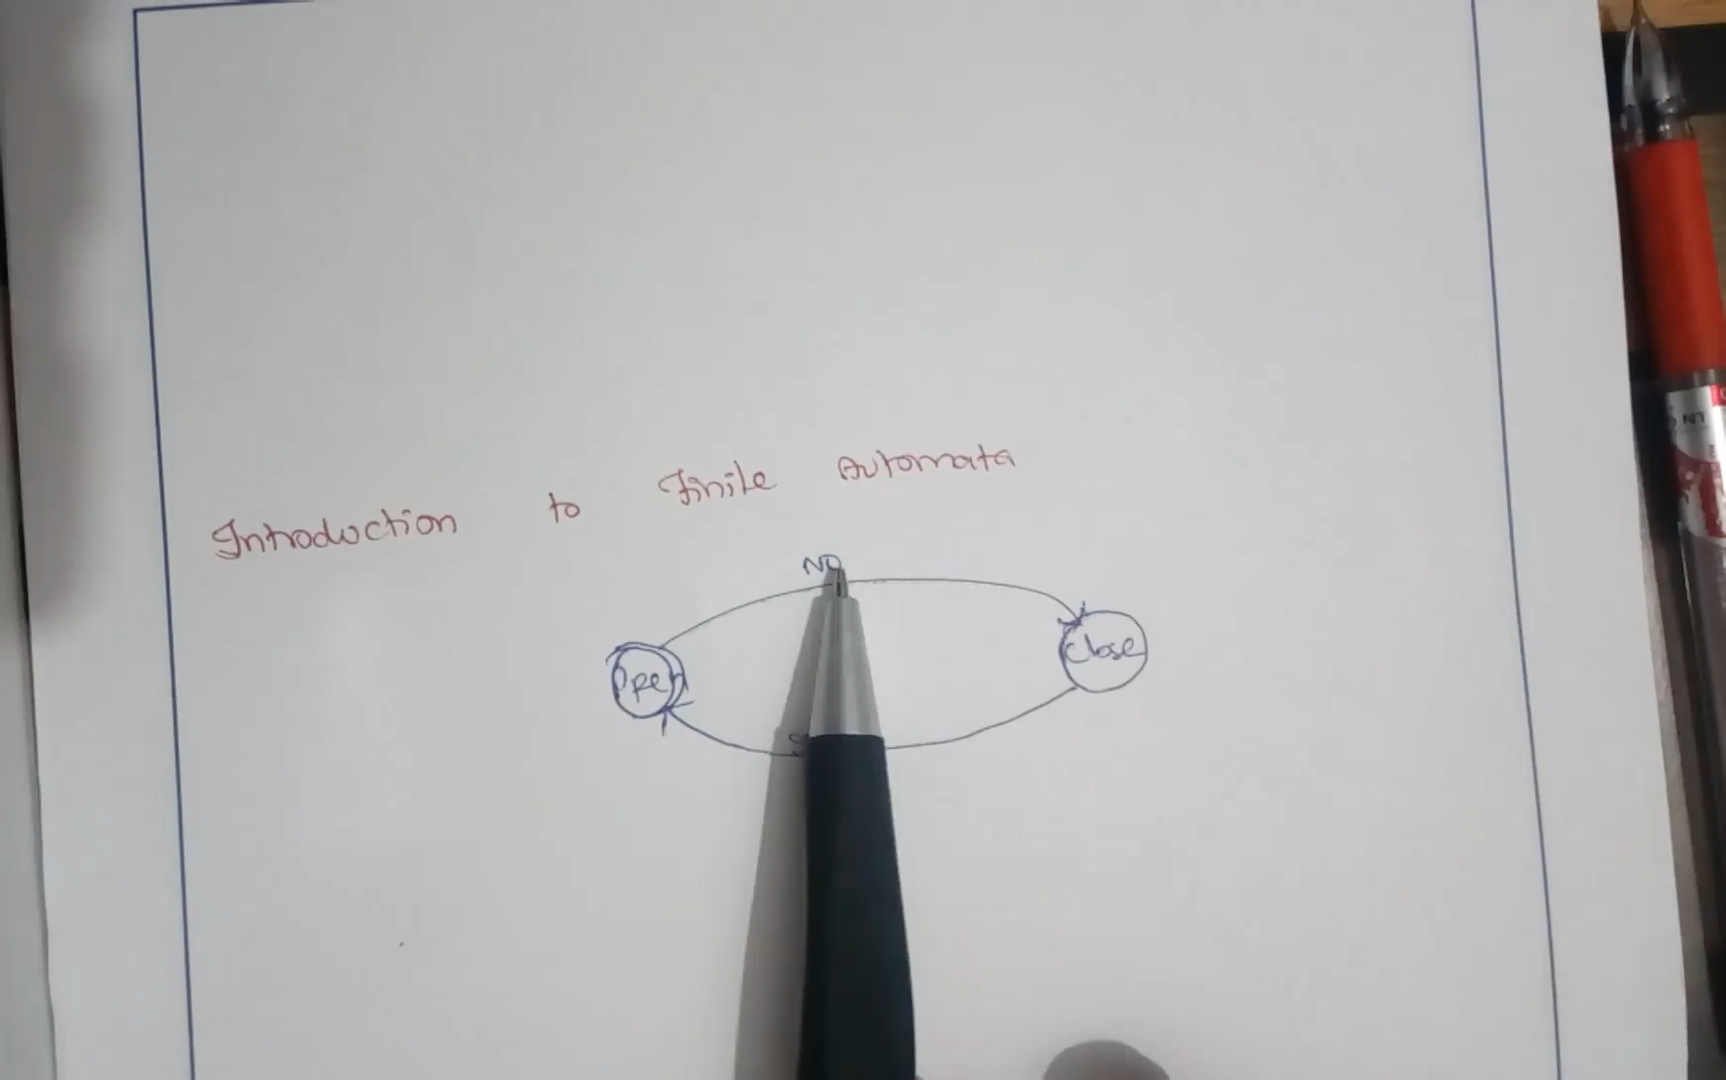 Introduction to Finite Automata
NO
Open
Close